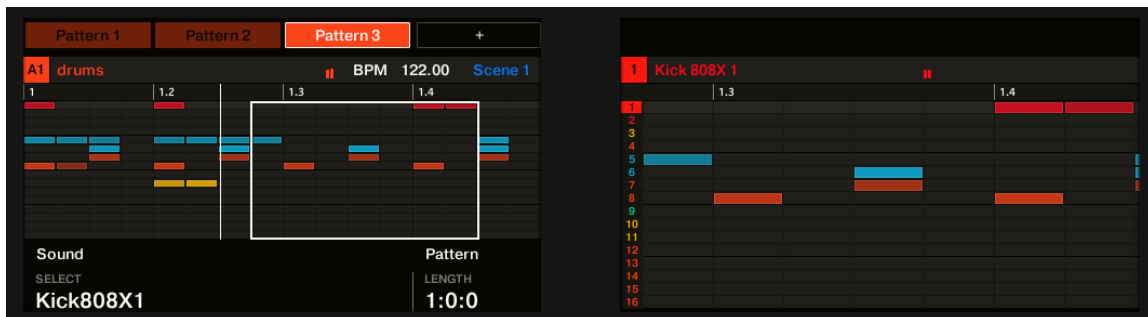 Pattern 1 Pattern 2 Pattern 3 +
A1 drums BPM 122.00 Scene 1
1 1.2 1.3 1.4
Sound Pattern
SELECT LENGTH
Kick808X1 1:0:0
1 Kick 808X 1
1.3 1.4
1
2
3
4
5
6
7
8
9
10
11
12
13
14
15
16